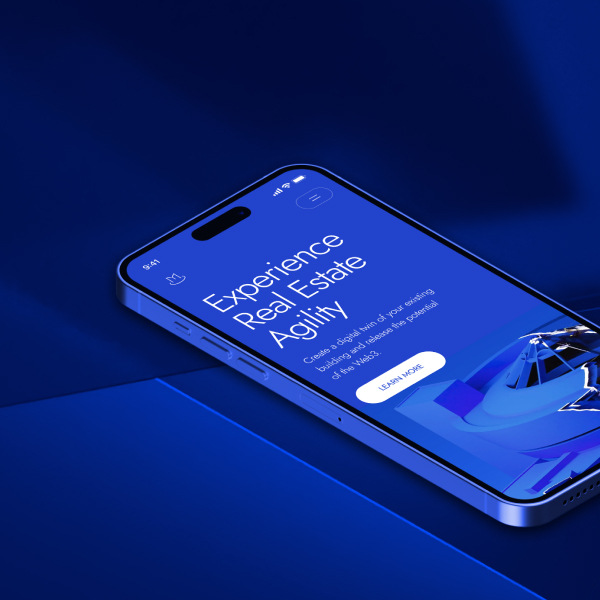 9:41
Experience
Real Estate
Agility
Create a digital twin of your existing
building and release the potential
of the Web3.
LEARN MORE